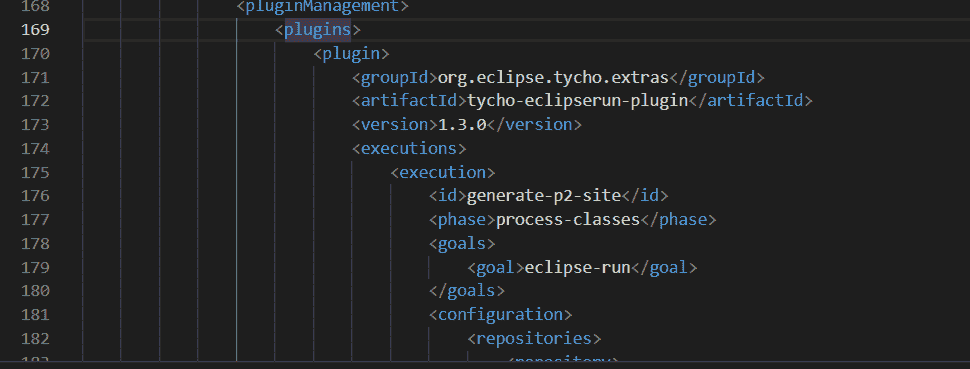 168 <pluginManagement>
169 <plugins>
170 <plugin>
171 <groupId>org.eclipse.tycho.extras</groupId>
172 <artifactId>tycho-eclipserun-plugin</artifactId>
173 <version>1.3.0</version>
174 <executions>
175 <execution>
176 <id>generate-p2-site</id>
177 <phase>process-classes</phase>
178 <goals>
179 <goal>eclipse-run</goal>
180 </goals>
181 <configuration>
182 <repositories>
183 <repository>